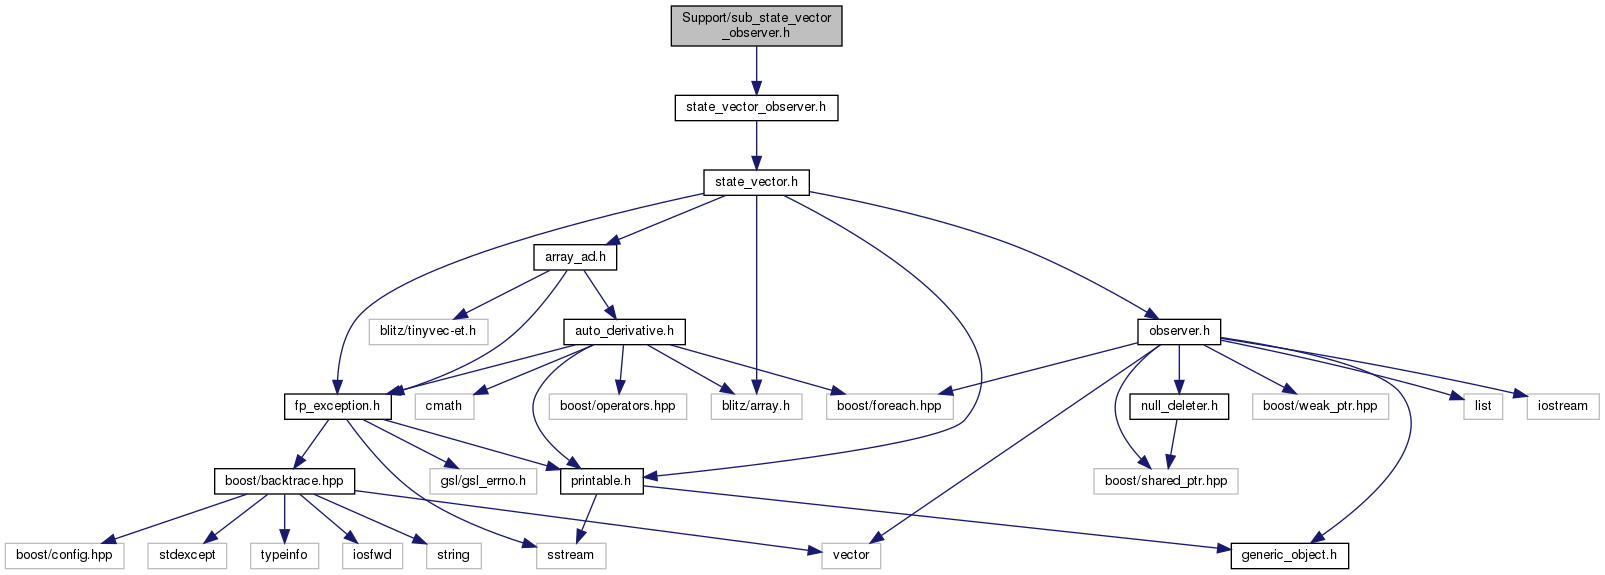 Support/sub_state_vector
_observer.h
state_vector_observer.h
state_vector.h
array_ad.h
blitz/tinyvec-et.h
auto_derivative.h
observer.h
fp_exception.h
cmath
boost/operators.hpp
blitz/array.h
boost/foreach.hpp
null_deleter.h
boost/weak_ptr.hpp
list
iostream
boost/backtrace.hpp
gsl/gsl_errno.h
printable.h
boost/shared_ptr.hpp
boost/config.hpp
stdexcept
typeinfo
iosfwd
string
sstream
vector
generic_object.h